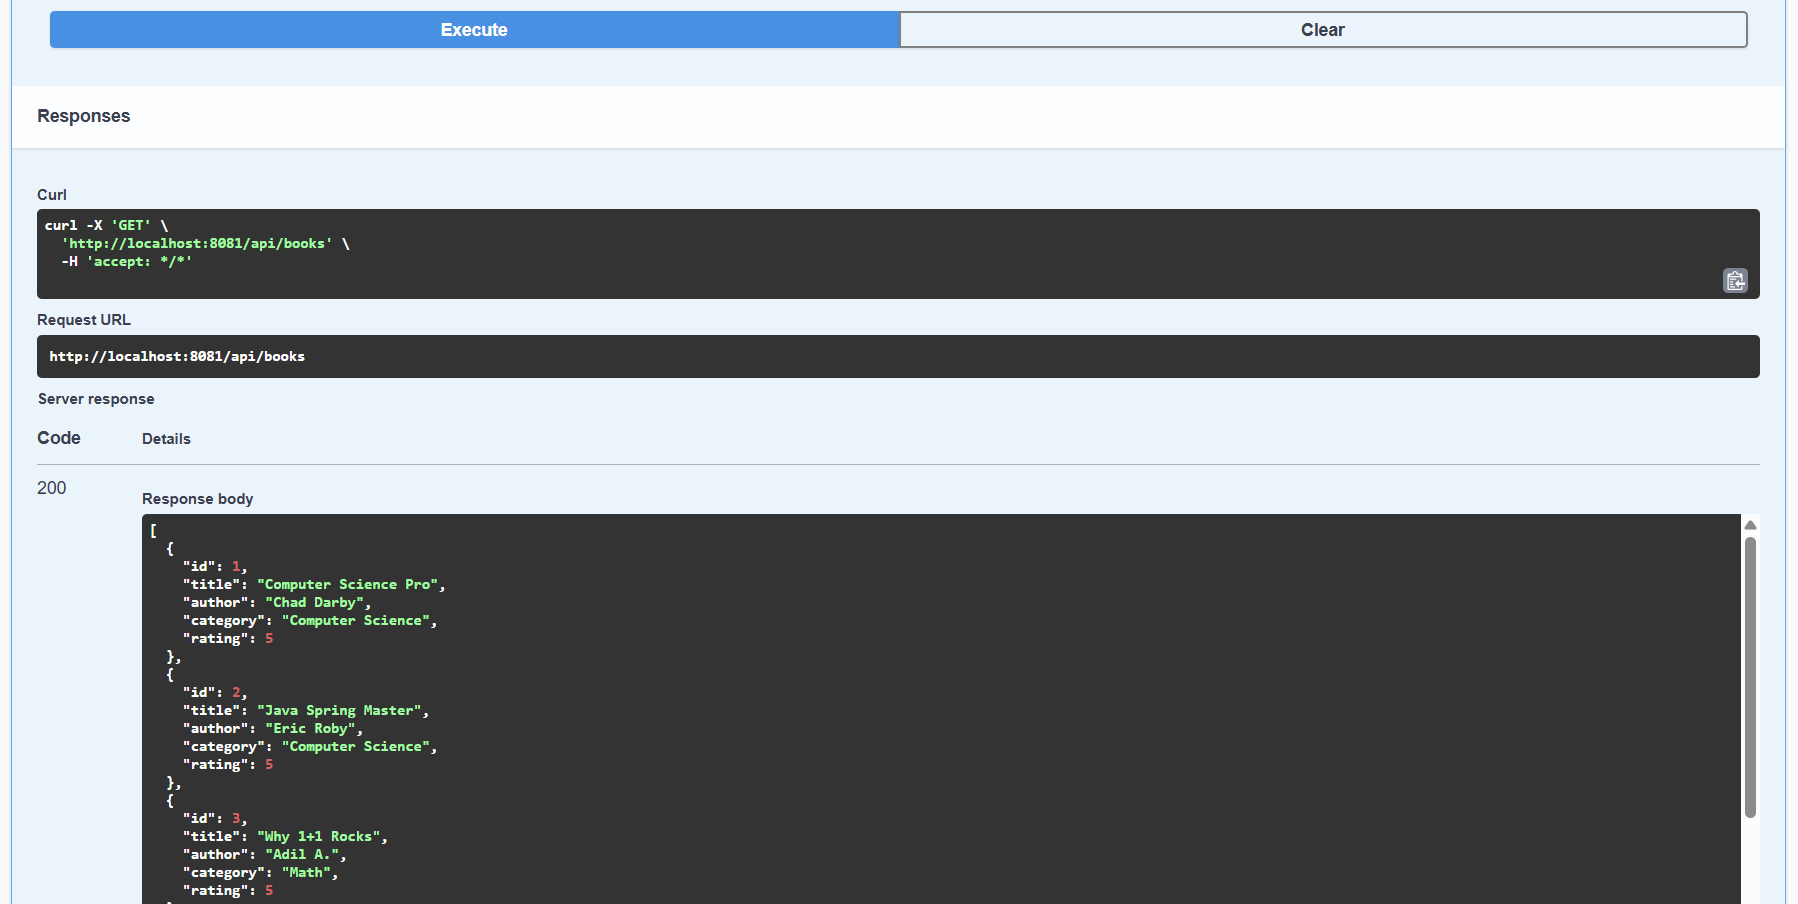 Execute
Clear
Responses
Curl
curl -X 'GET' \
  'http://localhost:8081/api/books' \
  -H 'accept: */*'
Request URL
http://localhost:8081/api/books
Server response
Code
Details
200
Response body
[
  {
    "id": 1,
    "title": "Computer Science Pro",
    "author": "Chad Darby",
    "category": "Computer Science",
    "rating": 5
  },
  {
    "id": 2,
    "title": "Java Spring Master",
    "author": "Eric Roby",
    "category": "Computer Science",
    "rating": 5
  },
  {
    "id": 3,
    "title": "Why 1+1 Rocks",
    "author": "Adil A.",
    "category": "Math",
    "rating": 5